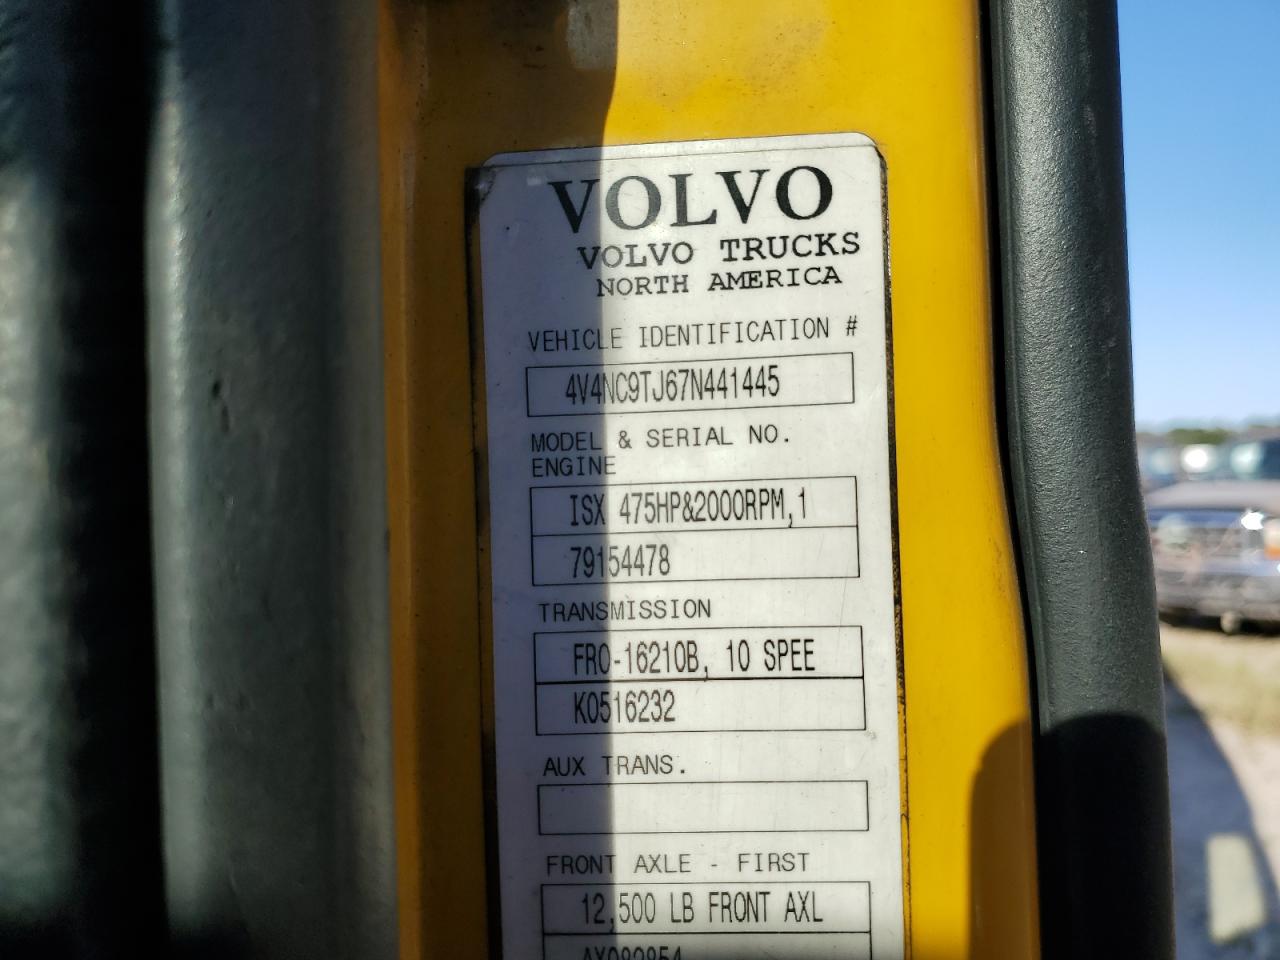 VOLVO
VOLVO TRUCKS
NORTH AMERICA
VEHICLE IDENTIFICATION #
4V4NC9TJ67N441445
MODEL & SERIAL NO.
ENGINE
ISX 475HP&2000RPM,1
79154478
TRANSMISSION
FRO-16210B, 10 SPEE
K0516232
AUX TRANS.
FRONT AXLE - FIRST
12,500 LB FRONT AXL